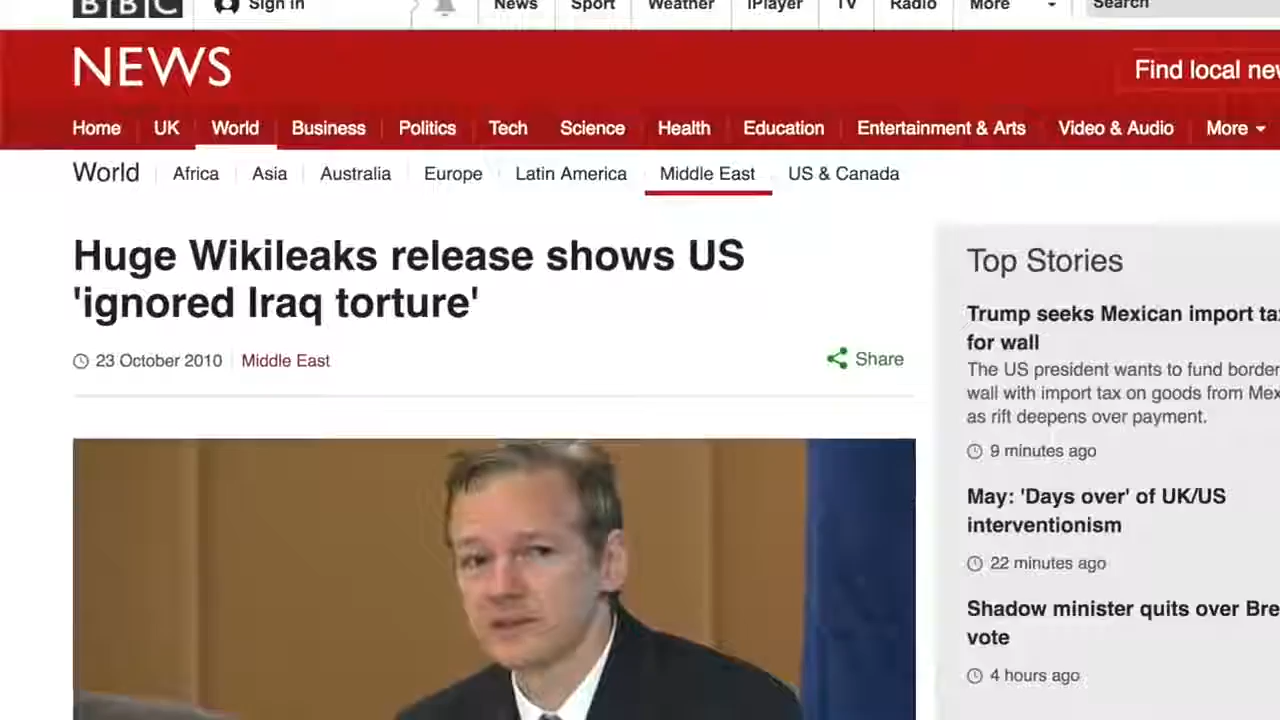 BBC Sign in News Sport Weather iPlayer TV Radio More Search
NEWS
Find local
Home UK World Business Politics Tech Science Health Education Entertainment & Arts Video & Audio More
World Africa Asia Australia Europe Latin America Middle East US & Canada
Huge Wikileaks release shows US
'ignored Iraq torture'
23 October 2010 Middle East
Share
Top Stories
Trump seeks Mexican import
for wall
The US president wants to fund border
wall with import tax on goods from
as rift deepens over payment.
9 minutes ago
May: 'Days over' of UK/US
interventionism
22 minutes ago
Shadow minister quits over
vote
4 hours ago